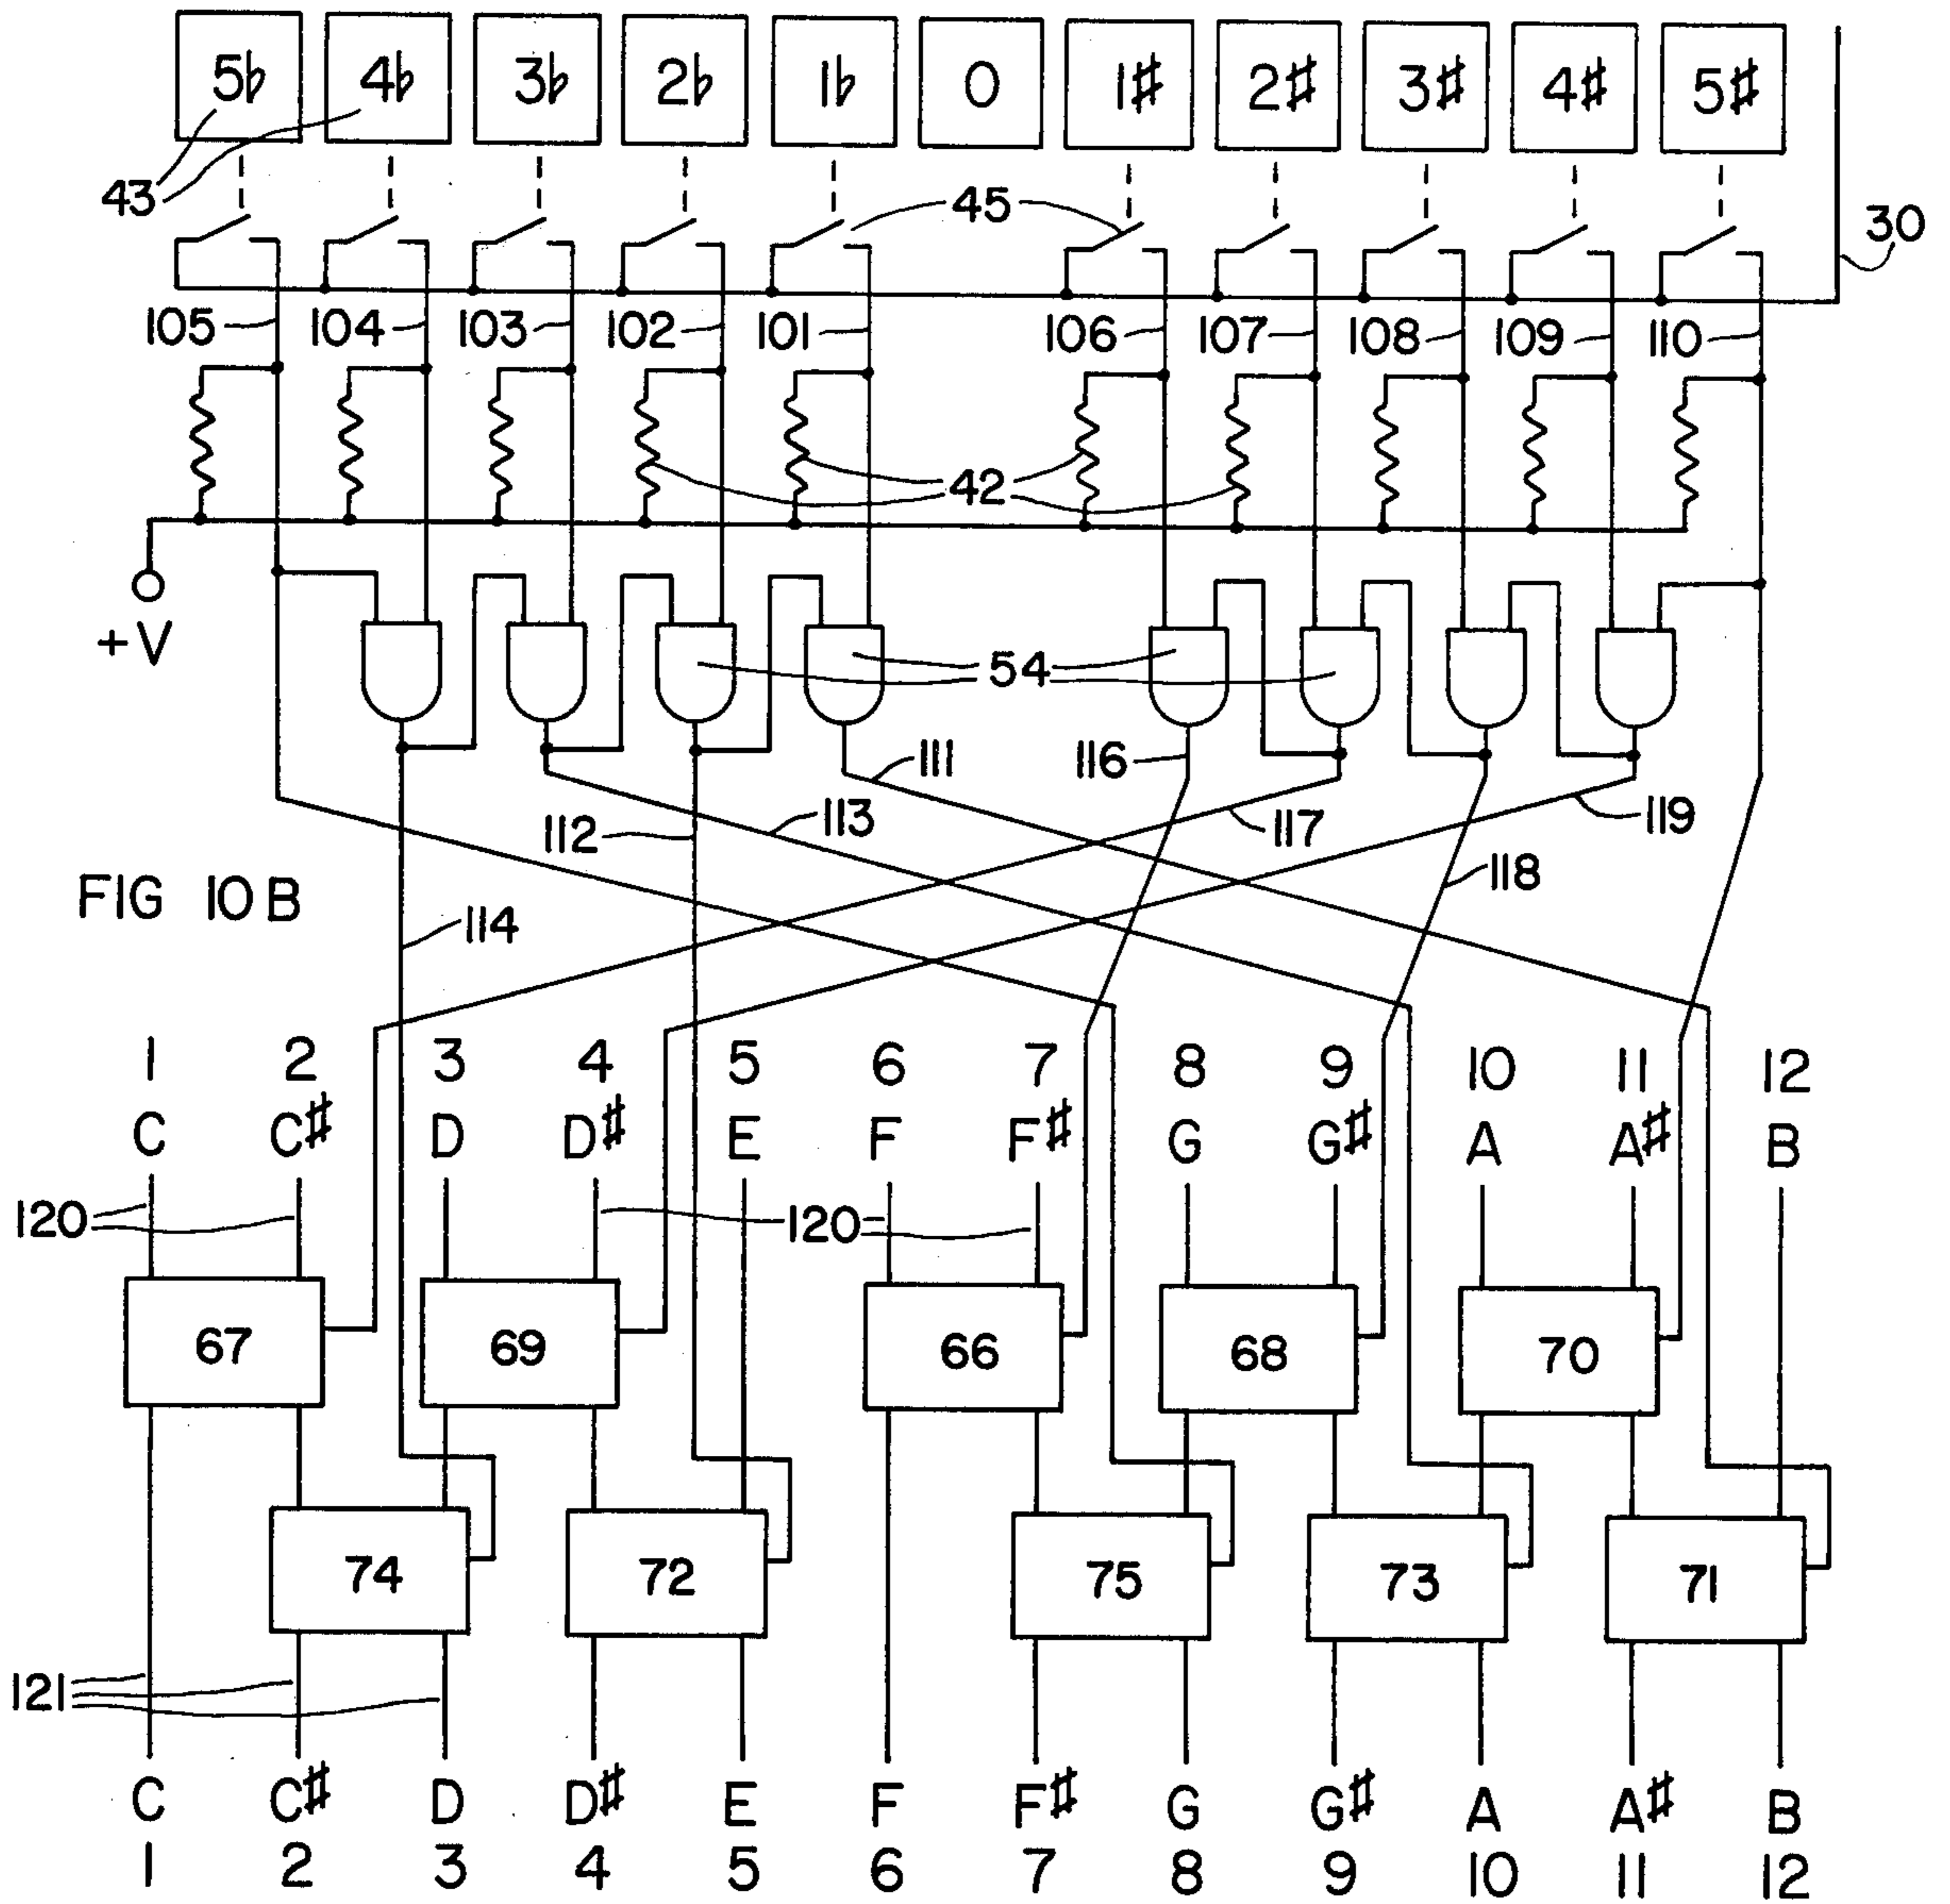 5♭ 4♭ 3♭ 2♭ 1♭ 0 1♯ 2♯ 3♯ 4♯ 5♯
43 45 30
105 104 103 102 101 106 107 108 109 110
42
+V
54
111 116
112 113 117 119
FIG 10B
114 118
1 2 3 4 5 6 7 8 9 10 11 12
C C♯ D D♯ E F F♯ G G♯ A A♯ B
120 120
67 69 66 68 70
74 72 75 73 71
121
C C♯ D D♯ E F F♯ G G♯ A A♯ B
1 2 3 4 5 6 7 8 9 10 11 12